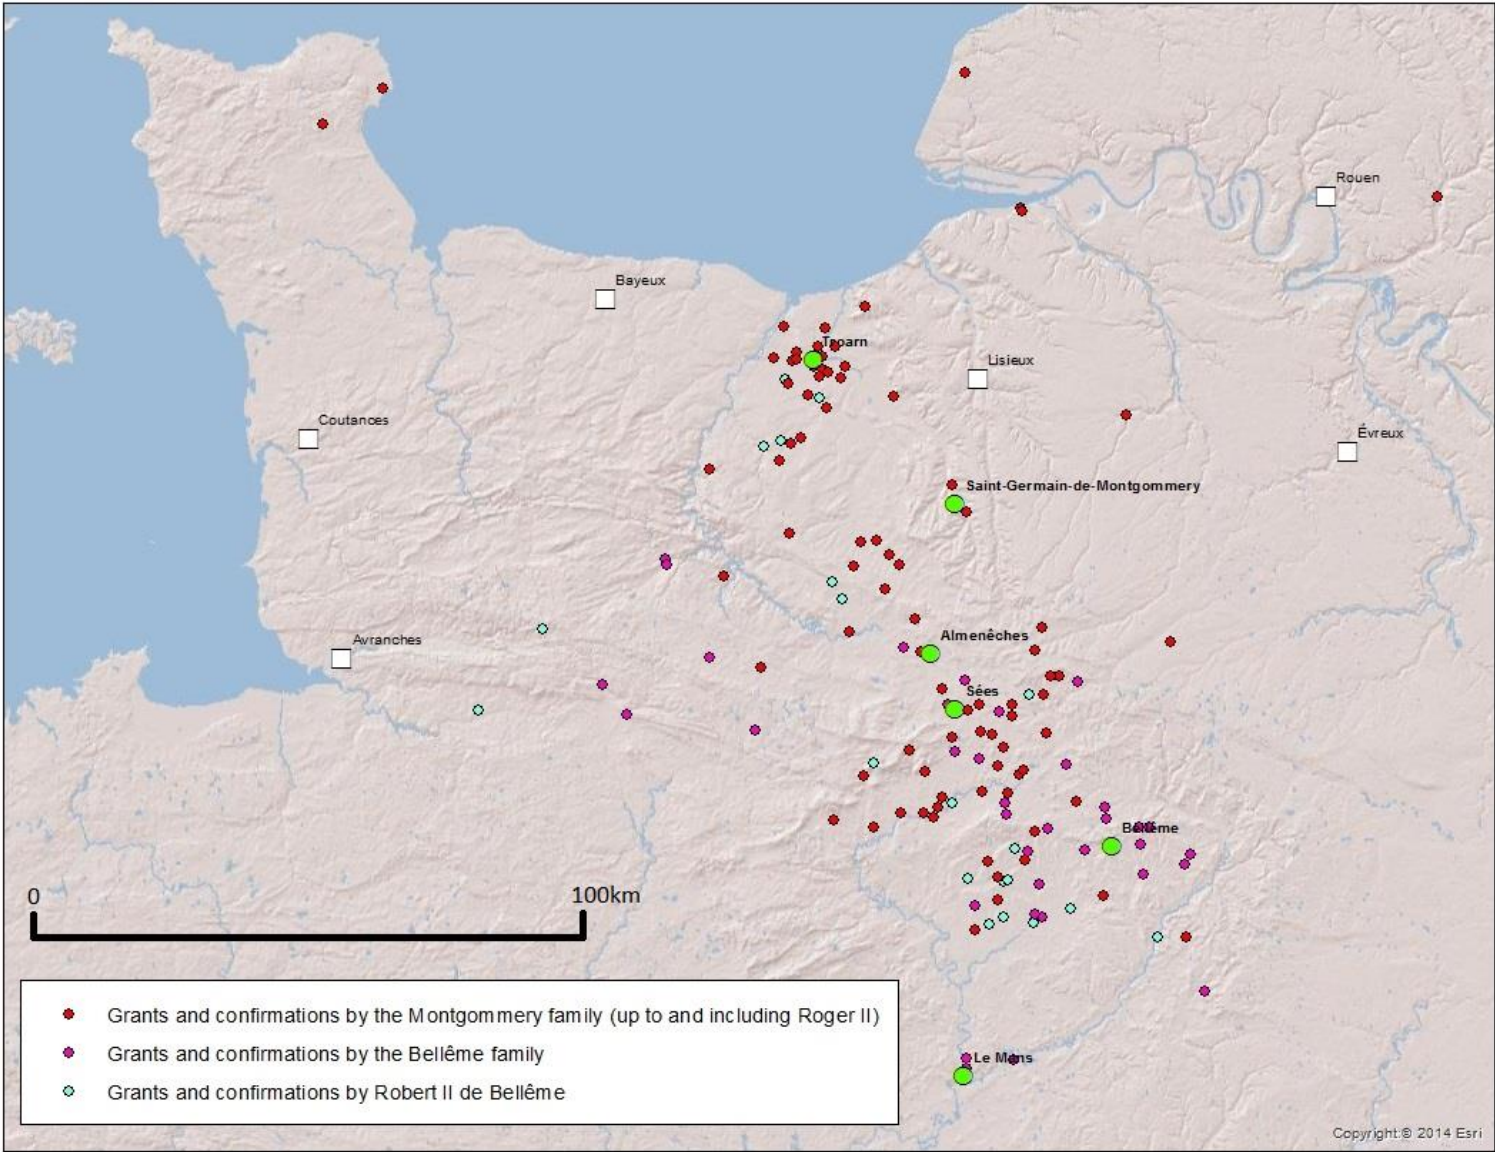 Rouen
Bayeux
Troarn
Lisieux
Coutances
Évreux
Saint-Germain-de-Montgommery
Avranches
Almenêches
Sées
Bellême
0 100km
Le Mans
Grants and confirmations by the Montgommery family (up to and including Roger II)
Grants and confirmations by the Bellême family
Grants and confirmations by Robert II de Bellême
Copyright:© 2014 Esri